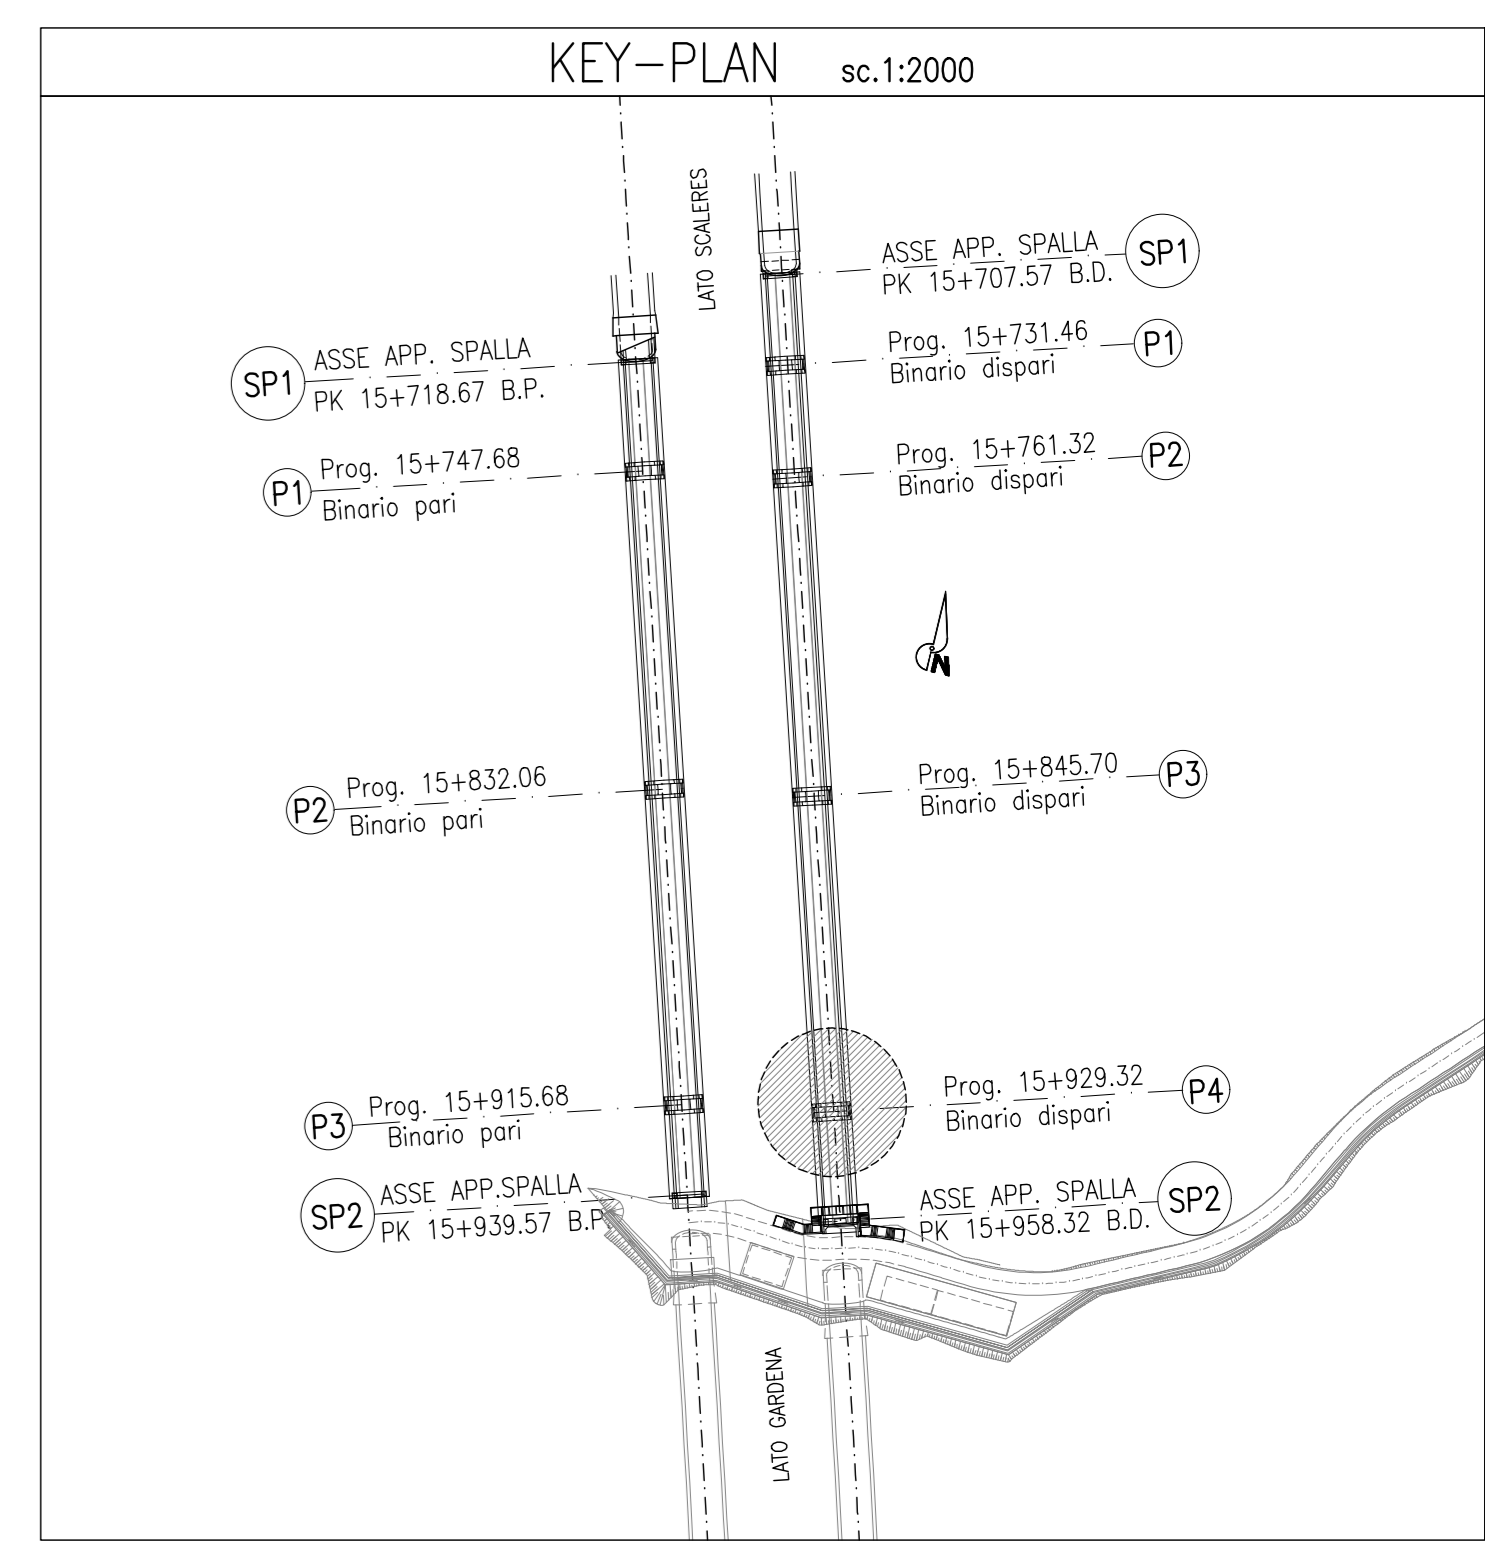 KEY-PLAN sc.1:2000
LATO SCALERES
ASSE APP. SPALLA
PK 15+707.57 B.D.
SP1
Prog. 15+731.46
Binario dispari
P1
SP1
ASSE APP. SPALLA
PK 15+718.67 B.P.
Prog. 15+761.32
Binario dispari
P2
P1
Prog. 15+747.68
Binario pari
N
Prog. 15+845.70
Binario dispari
P3
P2
Prog. 15+832.06
Binario pari
Prog. 15+929.32
Binario dispari
P4
P3
Prog. 15+915.68
Binario pari
SP2
ASSE APP.SPALLA
PK 15+939.57 B.P.
ASSE APP. SPALLA
PK 15+958.32 B.D.
SP2
LATO GARDENA